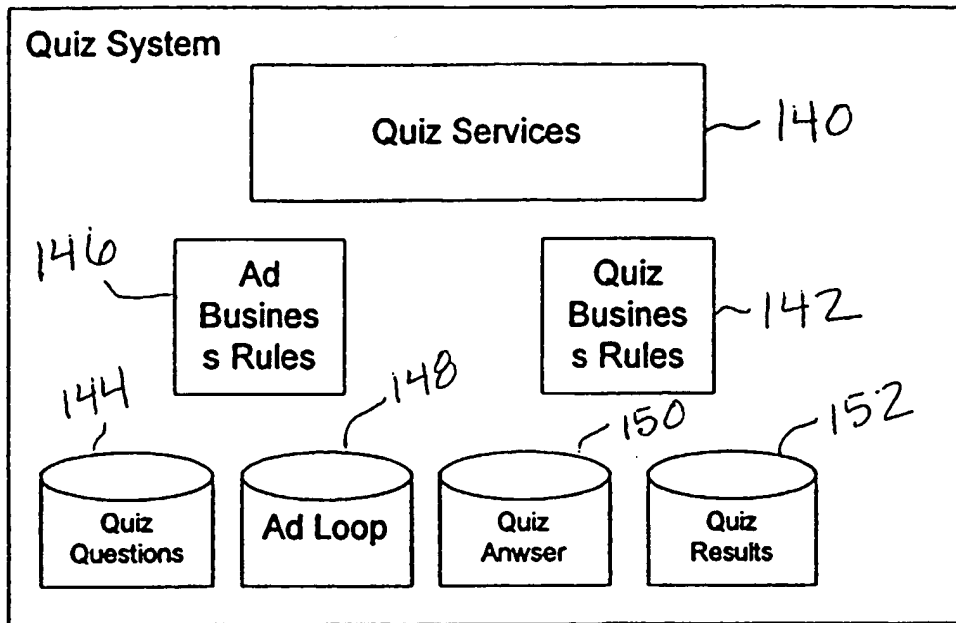 Quiz System
Quiz Services
140
146
Ad
Busines
s Rules
Quiz
Busines
s Rules
142
144
148
150
152
Quiz
Questions
Ad Loop
Quiz
Anwser
Quiz
Results